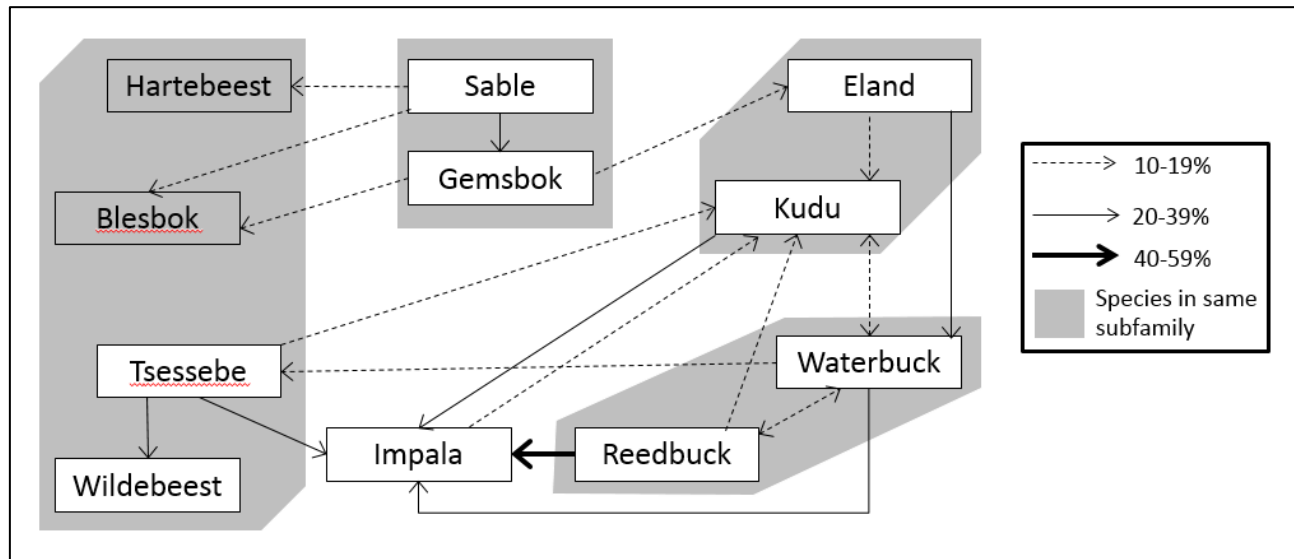 Hartebeest
Sable
Eland
Gemsbok
Blesbok
Kudu
Tsessebe
Waterbuck
Impala
Reedbuck
Wildebeest
10-19%
20-39%
40-59%
Species in same
subfamily